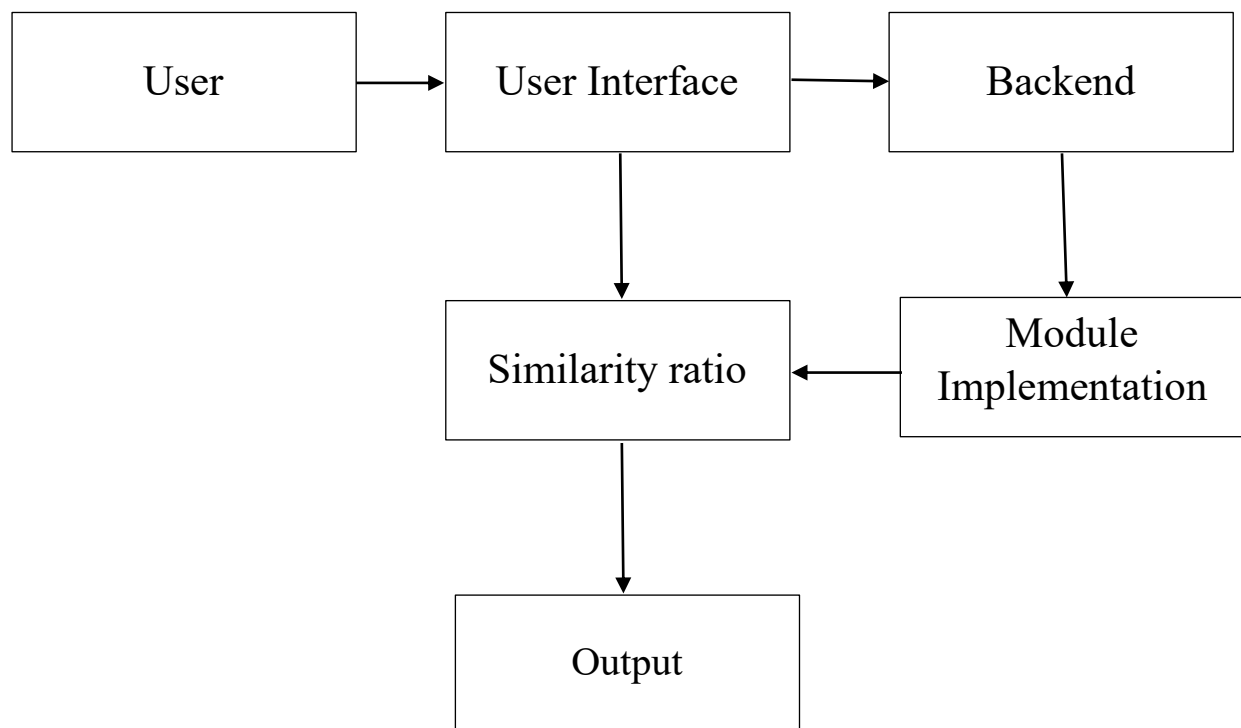 User
User Interface
Backend
Similarity ratio
Module
Implementation
Output